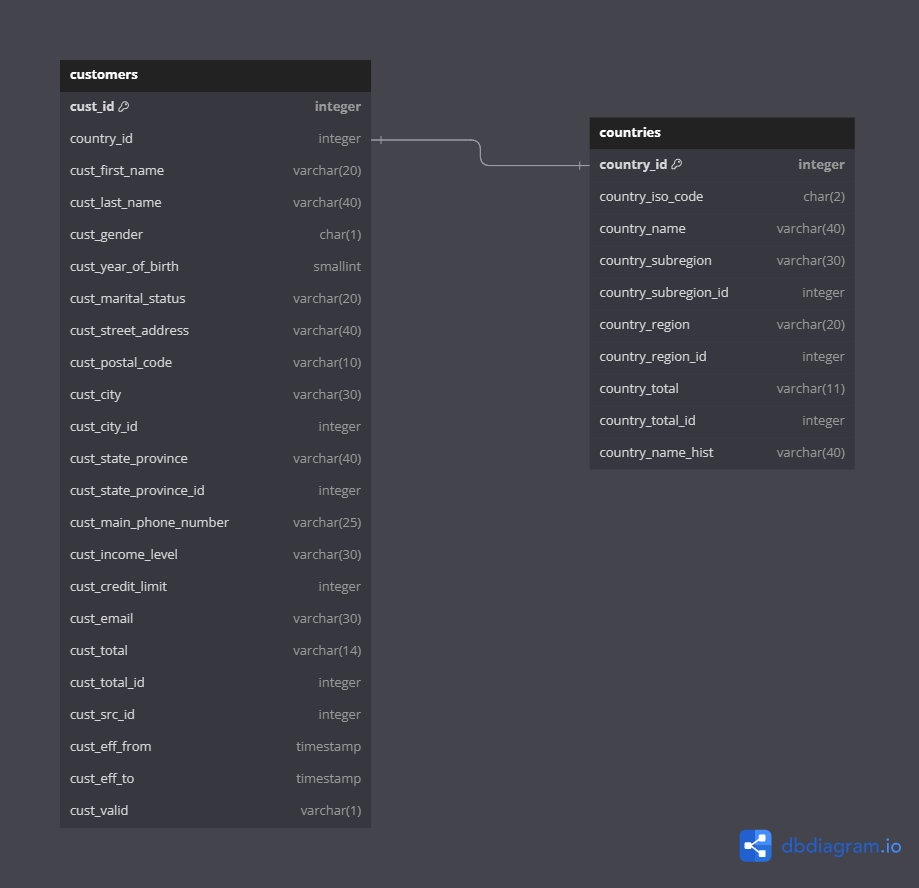 customers
cust_id integer
country_id integer
cust_first_name varchar(20)
cust_last_name varchar(40)
cust_gender char(1)
cust_year_of_birth smallint
cust_marital_status varchar(20)
cust_street_address varchar(40)
cust_postal_code varchar(10)
cust_city varchar(30)
cust_city_id integer
cust_state_province varchar(40)
cust_state_province_id integer
cust_main_phone_number varchar(25)
cust_income_level varchar(30)
cust_credit_limit integer
cust_email varchar(30)
cust_total varchar(14)
cust_total_id integer
cust_src_id integer
cust_eff_from timestamp
cust_eff_to timestamp
cust_valid varchar(1)
countries
country_id integer
country_iso_code char(2)
country_name varchar(40)
country_subregion varchar(30)
country_subregion_id integer
country_region varchar(20)
country_region_id integer
country_total varchar(11)
country_total_id integer
country_name_hist varchar(40)
dbdiagram.io